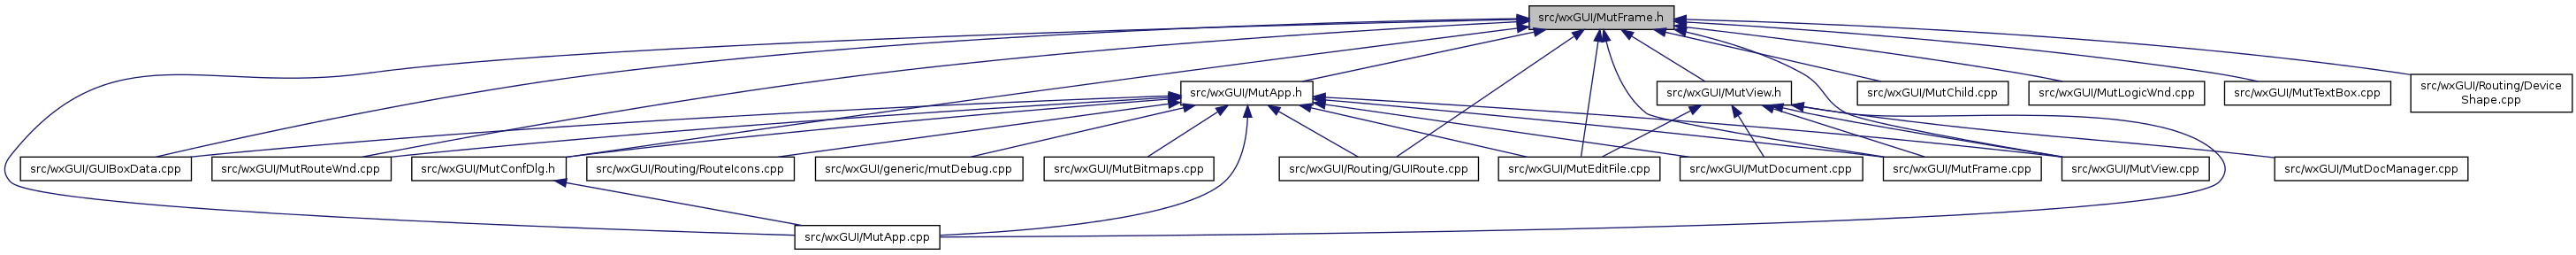 src/wxGUI/MutFrame.h
src/wxGUI/MutApp.h
src/wxGUI/MutView.h
src/wxGUI/MutChild.cpp
src/wxGUI/MutLogicWnd.cpp
src/wxGUI/MutTextBox.cpp
src/wxGUI/Routing/Device
Shape.cpp
src/wxGUI/GUIBoxData.cpp
src/wxGUI/MutRouteWnd.cpp
src/wxGUI/MutConfDlg.h
src/wxGUI/Routing/RouteIcons.cpp
src/wxGUI/generic/mutDebug.cpp
src/wxGUI/MutBitmaps.cpp
src/wxGUI/Routing/GUIRoute.cpp
src/wxGUI/MutEditFile.cpp
src/wxGUI/MutDocument.cpp
src/wxGUI/MutFrame.cpp
src/wxGUI/MutView.cpp
src/wxGUI/MutDocManager.cpp
src/wxGUI/MutApp.cpp